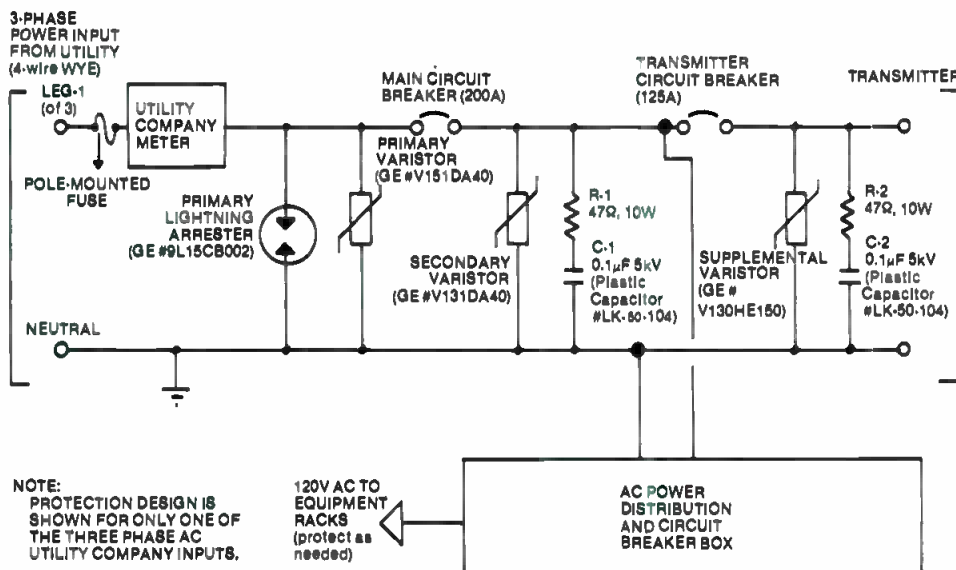 3-PHASE
POWER INPUT
FROM UTILITY
(4-wire WYE)
LEG-1
(of 3)
UTILITY
COMPANY
METER
POLE-MOUNTED
FUSE
PRIMARY
LIGHTNING
ARRESTER
(GE #9L15CB002)
MAIN CIRCUIT
BREAKER (200A)
PRIMARY
VARISTOR
(GE #V151DA40)
SECONDARY
VARISTOR
(GE #V131DA40)
R-1
47Ω, 10W
C-1
0.1µF 5kV
(Plastic
Capacitor
#LK-50-104)
TRANSMITTER
CIRCUIT BREAKER
(125A)
TRANSMITTER
SUPPLEMENTAL
VARISTOR
(GE #
V130HE150)
R-2
47Ω, 10W
C-2
0.1µF 5kV
(Plastic
Capacitor
#LK-50-104)
NEUTRAL
NOTE:
PROTECTION DESIGN IS
SHOWN FOR ONLY ONE OF
THE THREE PHASE AC
UTILITY COMPANY INPUTS.
120V AC TO
EQUIPMENT
RACKS
(protect as
needed)
AC POWER
DISTRIBUTION
AND CIRCUIT
BREAKER BOX